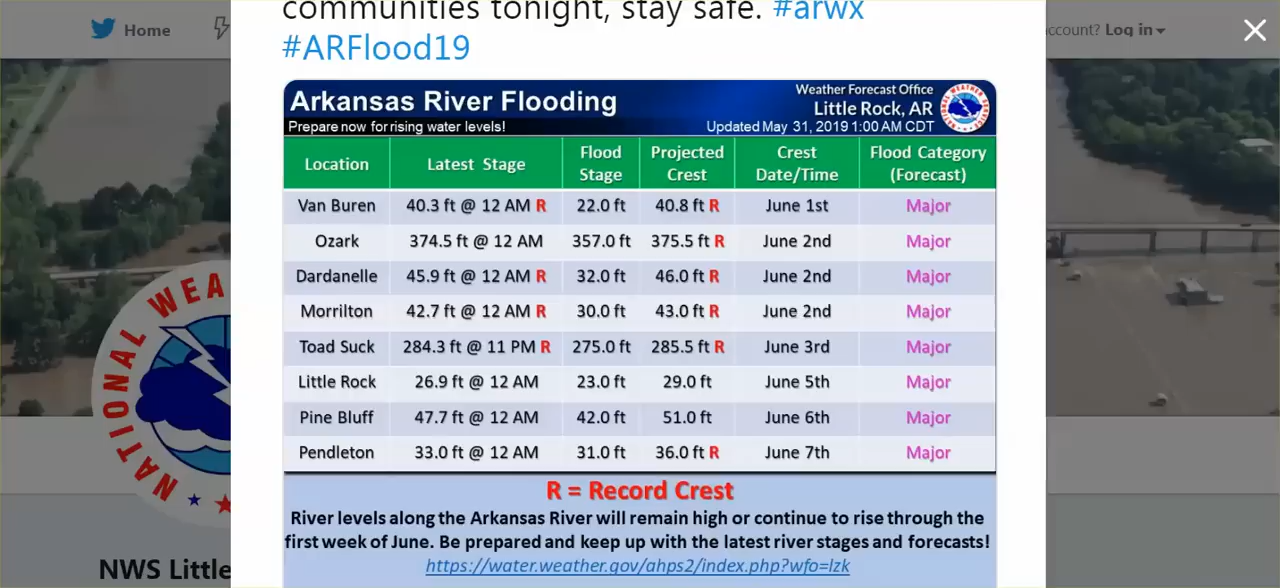 communities tonight, stay safe. #arwx
#ARFlood19
Home
ccount? Log in
Arkansas River Flooding
Prepare now for rising water levels!
Weather Forecast Office
Little Rock, AR
Updated May 31, 2019 1:00 AM CDT
Location Latest Stage Flood Stage Projected Crest Crest Date/Time Flood Category (Forecast)
Van Buren 40.3 ft @ 12 AM R 22.0 ft 40.8 ft R June 1st Major
Ozark 374.5 ft @ 12 AM 357.0 ft 375.5 ft R June 2nd Major
Dardanelle 45.9 ft @ 12 AM R 32.0 ft 46.0 ft R June 2nd Major
Morrilton 42.7 ft @ 12 AM R 30.0 ft 43.0 ft R June 2nd Major
Toad Suck 284.3 ft @ 11 PM R 275.0 ft 285.5 ft R June 3rd Major
Little Rock 26.9 ft @ 12 AM 23.0 ft 29.0 ft June 5th Major
Pine Bluff 47.7 ft @ 12 AM 42.0 ft 51.0 ft June 6th Major
Pendleton 33.0 ft @ 12 AM 31.0 ft 36.0 ft R June 7th Major
R = Record Crest
River levels along the Arkansas River will remain high or continue to rise through the
first week of June. Be prepared and keep up with the latest river stages and forecasts!
https://water.weather.gov/ahps2/index.php?wfo=lzk
NATIONAL WEA
NWS Little